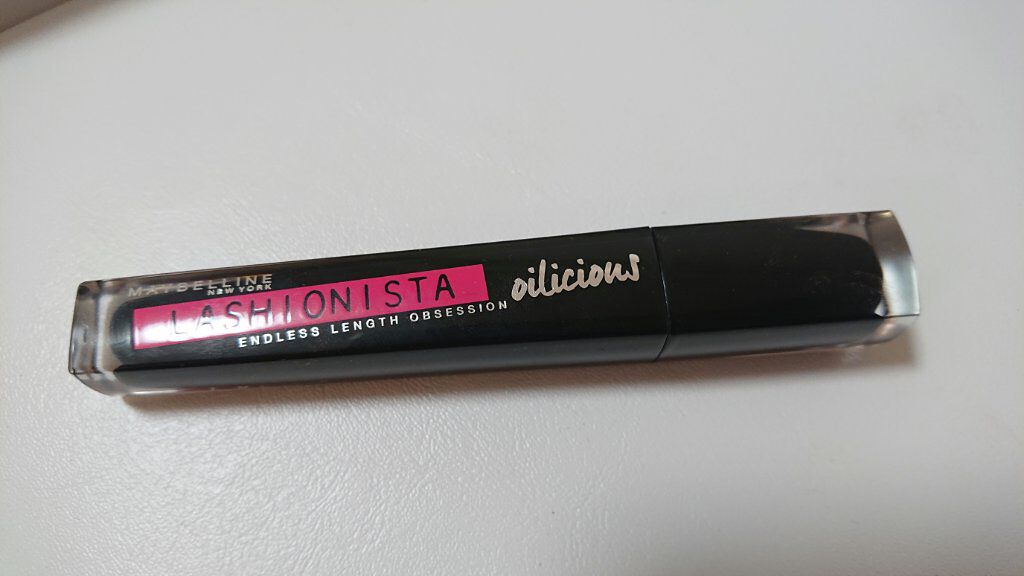 MAYBELLINE
NEW YORK
LASHIONISTA
oilicious
ENDLESS LENGTH OBSESSION